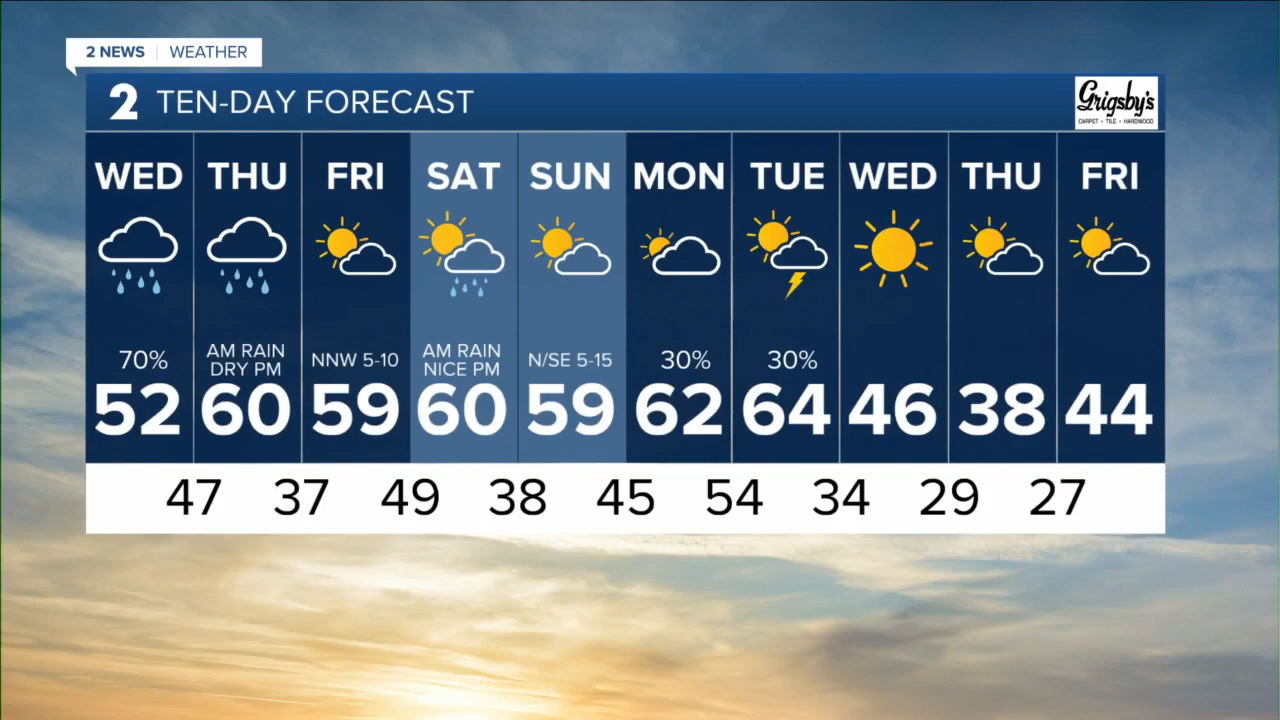 2 NEWS | WEATHER
2 TEN-DAY FORECAST
Grigsby's
CARPET • TILE • HARDWOOD
WED THU FRI SAT SUN MON TUE WED THU FRI
70% AM RAIN DRY PM NNW 5-10 AM RAIN NICE PM N/SE 5-15 30% 30%
52 60 59 60 59 62 64 46 38 44
47 37 49 38 45 54 34 29 27